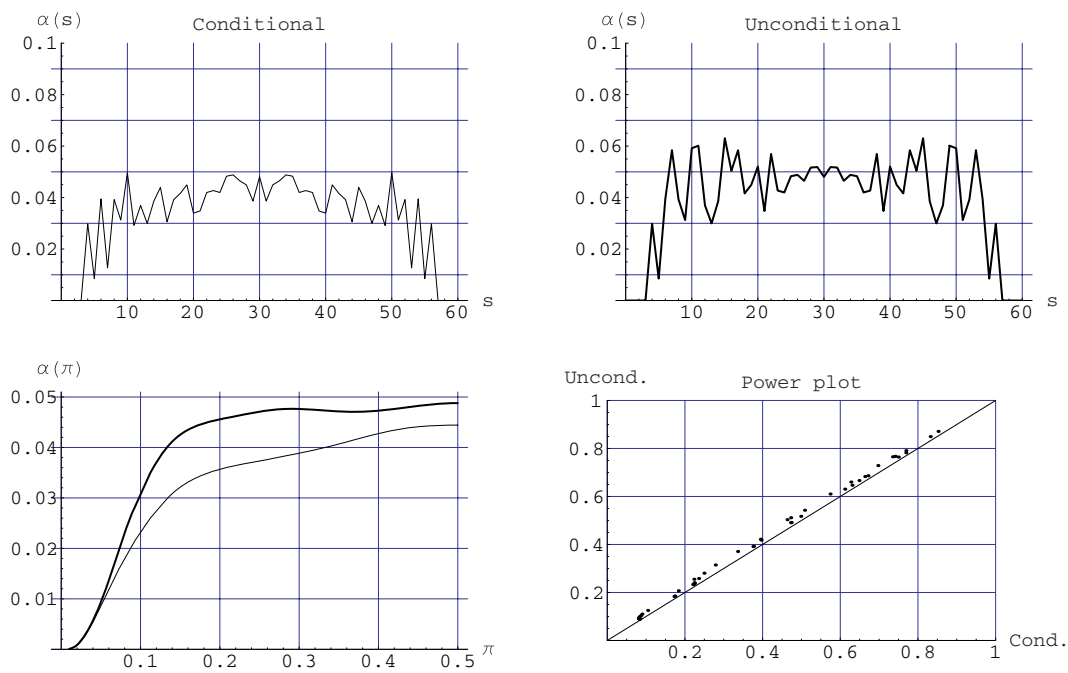 α(s)
Conditional
0.1
0.08
0.06
0.04
0.02
10 20 30 40 50 60 s
α(s)
Unconditional
0.1
0.08
0.06
0.04
0.02
10 20 30 40 50 60 s
α(π)
0.05
0.04
0.03
0.02
0.01
0.1 0.2 0.3 0.4 0.5 π
Uncond.
Power plot
1
0.8
0.6
0.4
0.2
0.2 0.4 0.6 0.8 1 Cond.